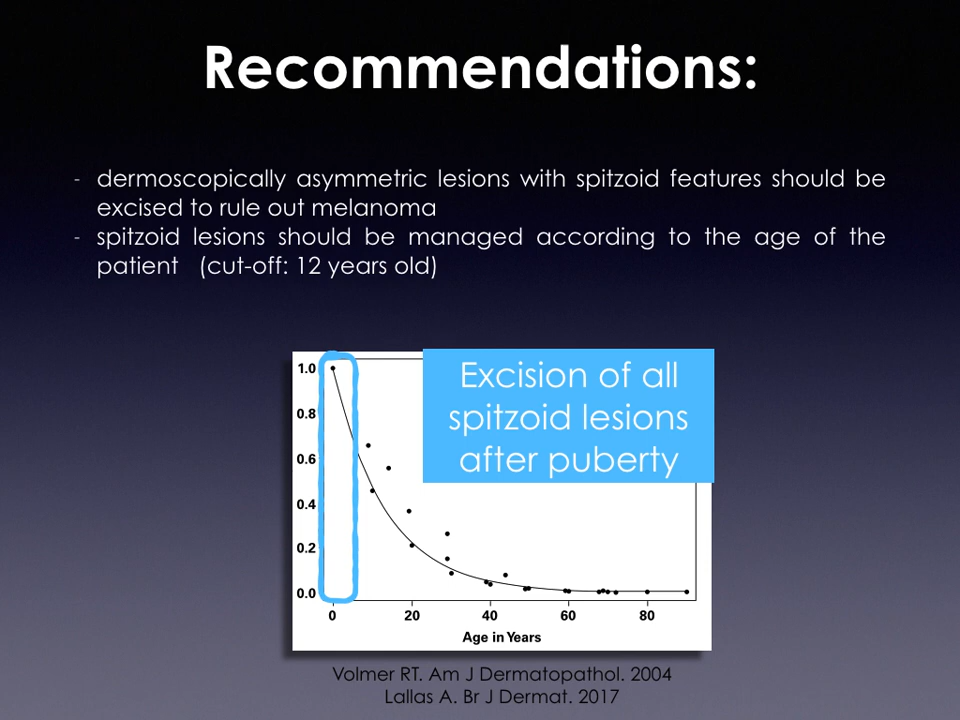 Recommendations:
- dermoscopically asymmetric lesions with spitzoid features should be
excised to rule out melanoma
- spitzoid lesions should be managed according to the age of the
patient (cut-off: 12 years old)
Excision of all
spitzoid lesions
after puberty
1.0
0.8
0.6
0.4
0.2
0.0
0 20 40 60 80
Age in Years
Volmer RT. Am J Dermatopathol. 2004
Lallas A. Br J Dermat. 2017